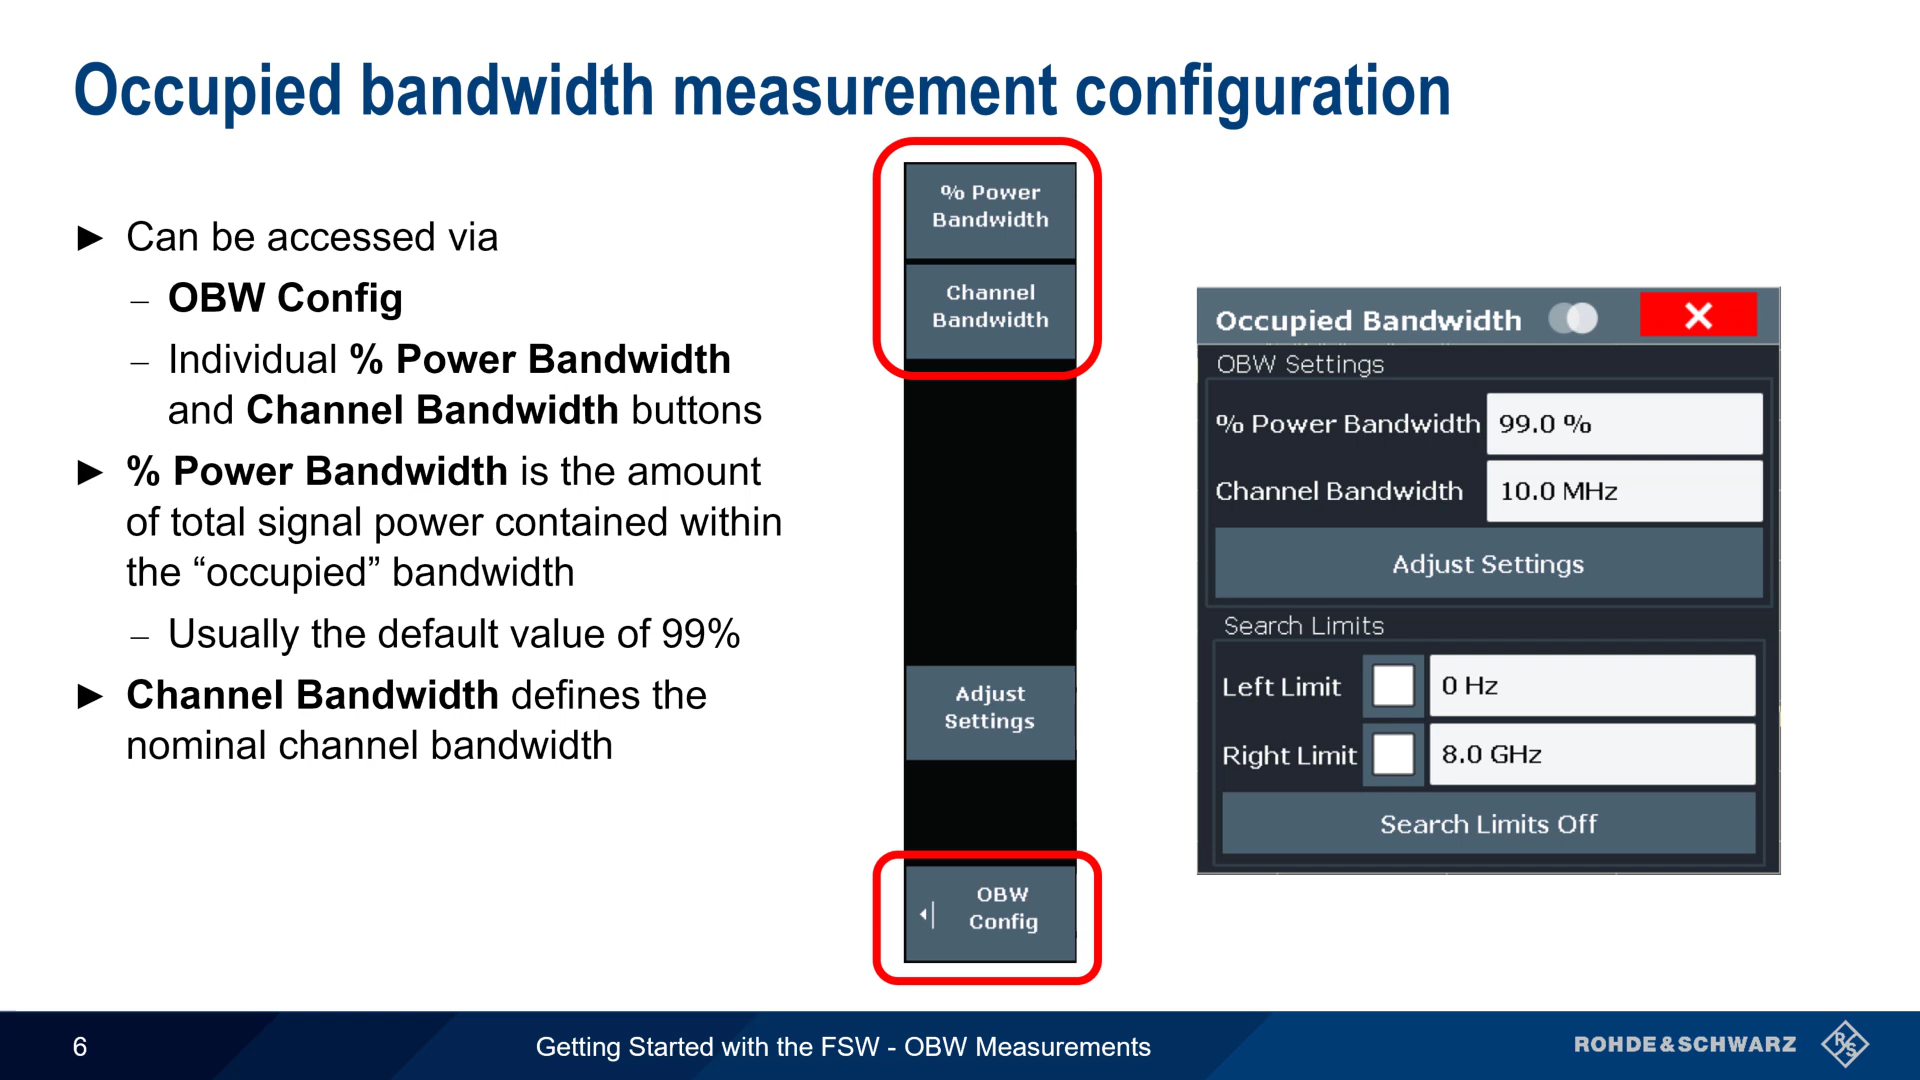 Occupied bandwidth measurement configuration
► Can be accessed via
– OBW Config
– Individual % Power Bandwidth
and Channel Bandwidth buttons
► % Power Bandwidth is the amount
of total signal power contained within
the “occupied” bandwidth
– Usually the default value of 99%
► Channel Bandwidth defines the
nominal channel bandwidth
% Power
Bandwidth
Channel
Bandwidth
Adjust
Settings
OBW
Config
Occupied Bandwidth
OBW Settings
% Power Bandwidth 99.0 %
Channel Bandwidth 10.0 MHz
Adjust Settings
Search Limits
Left Limit 0 Hz
Right Limit 8.0 GHz
Search Limits Off
6
Getting Started with the FSW - OBW Measurements
ROHDE&SCHWARZ
R&S